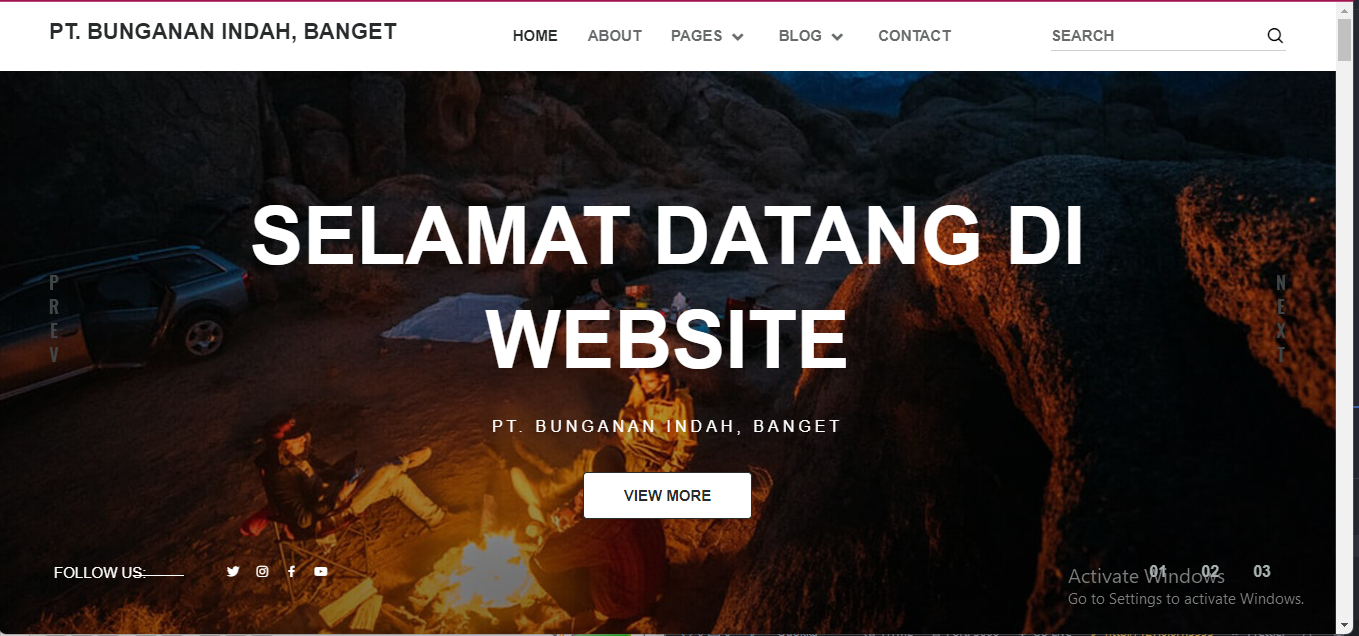 PT. BUNGANAN INDAH, BANGET
HOME
ABOUT
PAGES
BLOG
CONTACT
SEARCH
SELAMAT DATANG DI
WEBSITE
PREV
NEXT
PT. BUNGANAN INDAH, BANGET
VIEW MORE
FOLLOW US:
01
02
03
Activate Windows
Go to Settings to activate Windows.